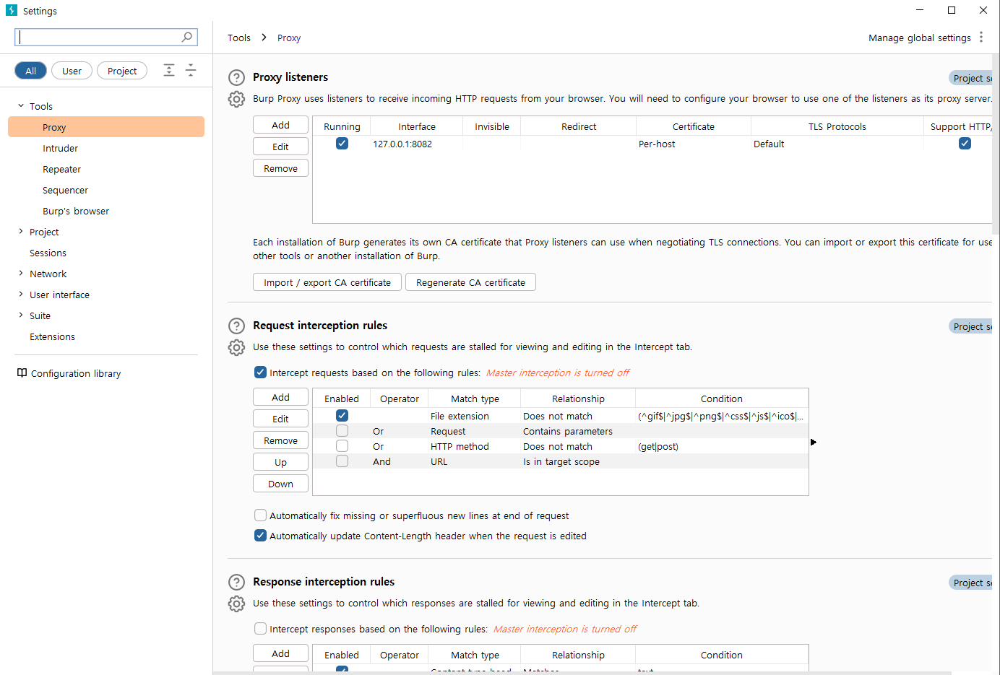 Settings
Tools > Proxy
Manage global settings
All
User
Project
Tools
Proxy
Intruder
Repeater
Sequencer
Burp's browser
Project
Sessions
Network
User interface
Suite
Extensions
Configuration library
Proxy listeners
Project se
Burp Proxy uses listeners to receive incoming HTTP requests from your browser. You will need to configure your browser to use one of the listeners as its proxy server.
Add
Edit
Remove
Running Interface Invisible Redirect Certificate TLS Protocols Support HTTP/
127.0.0.1:8082 Per-host Default
Each installation of Burp generates its own CA certificate that Proxy listeners can use when negotiating TLS connections. You can import or export this certificate for use
other tools or another installation of Burp.
Import / export CA certificate
Regenerate CA certificate
Request interception rules
Project se
Use these settings to control which requests are stalled for viewing and editing in the Intercept tab.
Intercept requests based on the following rules: Master interception is turned off
Add
Edit
Remove
Up
Down
Enabled Operator Match type Relationship Condition
File extension Does not match (^gif$|^jpg$|^png$|^css$|^js$|^ico$|...
Or Request Contains parameters
Or HTTP method Does not match (get|post)
And URL Is in target scope
Automatically fix missing or superfluous new lines at end of request
Automatically update Content-Length header when the request is edited
Response interception rules
Project se
Use these settings to control which responses are stalled for viewing and editing in the Intercept tab.
Intercept responses based on the following rules: Master interception is turned off
Add
Enabled Operator Match type Relationship Condition